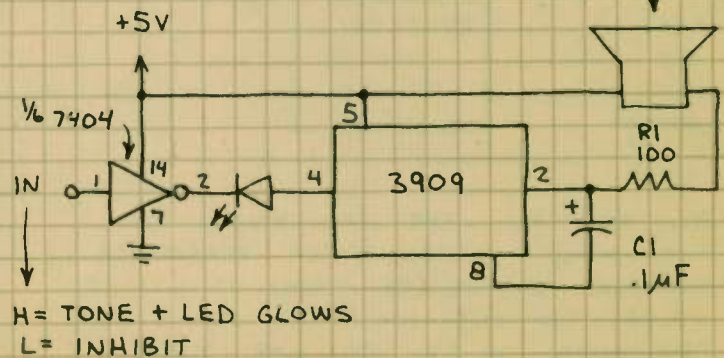 +5V
1/6 7404
IN
1
14
2
7
4
5
3909
2
8
R1
100
+
C1
.1µF
H= TONE + LED GLOWS
L= INHIBIT